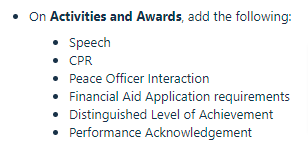 • On Activities and Awards, add the following:
• Speech
• CPR
• Peace Officer Interaction
• Financial Aid Application requirements
• Distinguished Level of Achievement
• Performance Acknowledgement